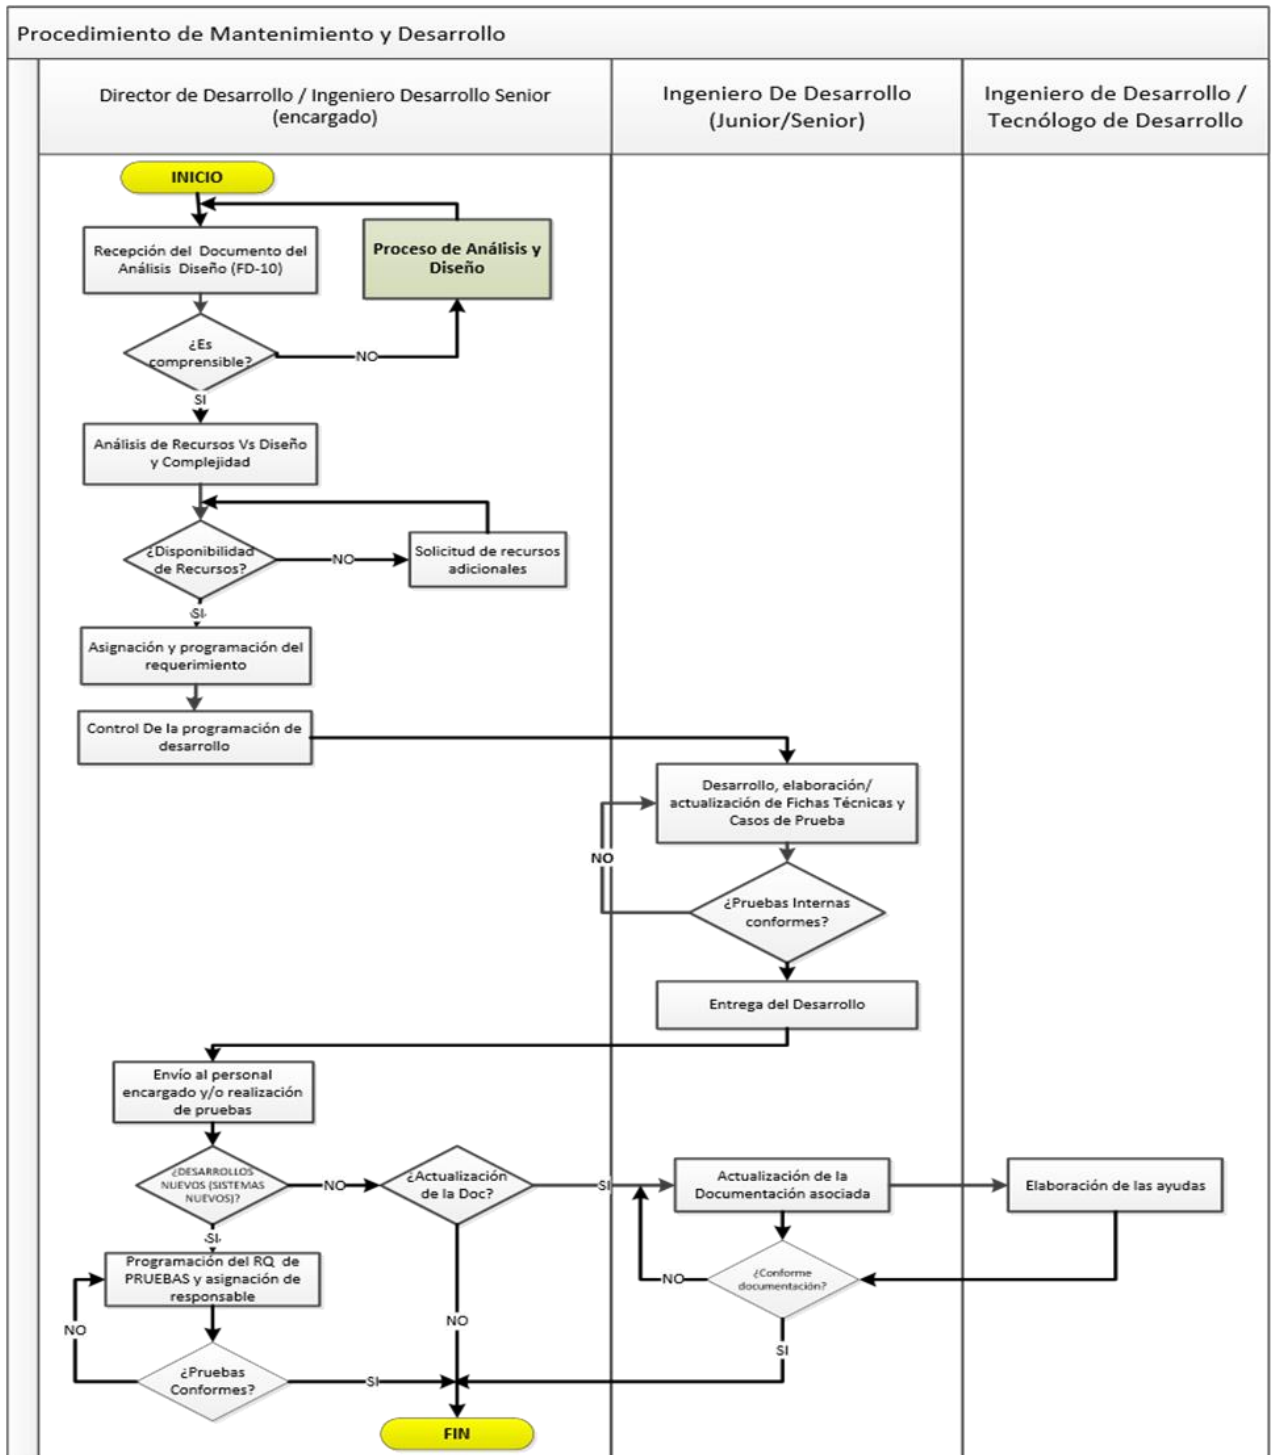 Procedimiento de Mantenimiento y Desarrollo
Director de Desarrollo / Ingeniero Desarrollo Senior
(encargado)
Ingeniero De Desarrollo
(Junior/Senior)
Ingeniero de Desarrollo /
Tecnólogo de Desarrollo
INICIO
Recepción del Documento del
Análisis Diseño (FD-10)
Proceso de Análisis y
Diseño
¿Es
comprensible?
NO
SI
Análisis de Recursos Vs Diseño
y Complejidad
¿Disponibilidad
de Recursos?
NO
Solicitud de recursos
adicionales
SI
Asignación y programación del
requerimiento
Control De la programación de
desarrollo
Desarrollo, elaboración/
actualización de Fichas Técnicas y
Casos de Prueba
NO
¿Pruebas Internas
conformes?
Entrega del Desarrollo
Envío al personal
encargado y/o realización
de pruebas
¿DESARROLLOS
NUEVOS (SISTEMAS
NUEVOS)?
NO
¿Actualización
de la Doc?
SI
Actualización de la
Documentación asociada
Elaboración de las ayudas
SI
Programación del RQ de
PRUEBAS y asignación de
responsable
NO
¿Conforme
documentación?
NO
NO
SI
¿Pruebas
Conformes?
SI
FIN